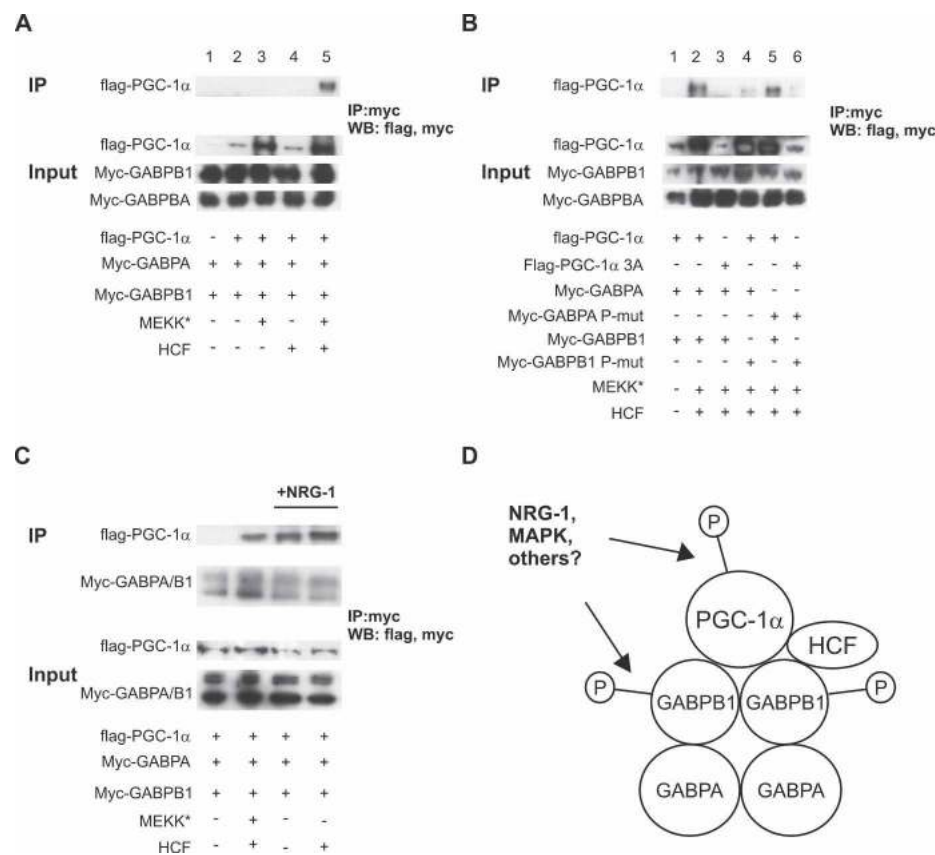 A
1 2 3 4 5
IP flag-PGC-1α
IP:myc
WB: flag, myc
flag-PGC-1α
Input Myc-GABPB1
Myc-GABPBA
flag-PGC-1α - + + + +
Myc-GABPA + + + + +
Myc-GABPB1 + + + + +
MEKK* - - + - +
HCF - - - + +
B
1 2 3 4 5 6
IP flag-PGC-1α
IP:myc
WB: flag, myc
flag-PGC-1α
Input Myc-GABPB1
Myc-GABPBA
flag-PGC-1α + + - + + -
Flag-PGC-1α 3A - - + - - +
Myc-GABPA + + + + - -
Myc-GABPA P-mut - - - - + +
Myc-GABPB1 + + + - + -
Myc-GABPB1 P-mut - - - + - +
MEKK* - + + + + +
HCF - + + + + +
C
+NRG-1
IP flag-PGC-1α
Myc-GABPA/B1
IP:myc
WB: flag, myc
flag-PGC-1α
Input Myc-GABPA/B1
flag-PGC-1α + + + +
Myc-GABPA + + + +
Myc-GABPB1 + + + +
MEKK* - + - -
HCF - + - +
D
NRG-1,
MAPK,
others?
P
PGC-1α
HCF
P GABPB1 GABPB1 P
GABPA GABPA